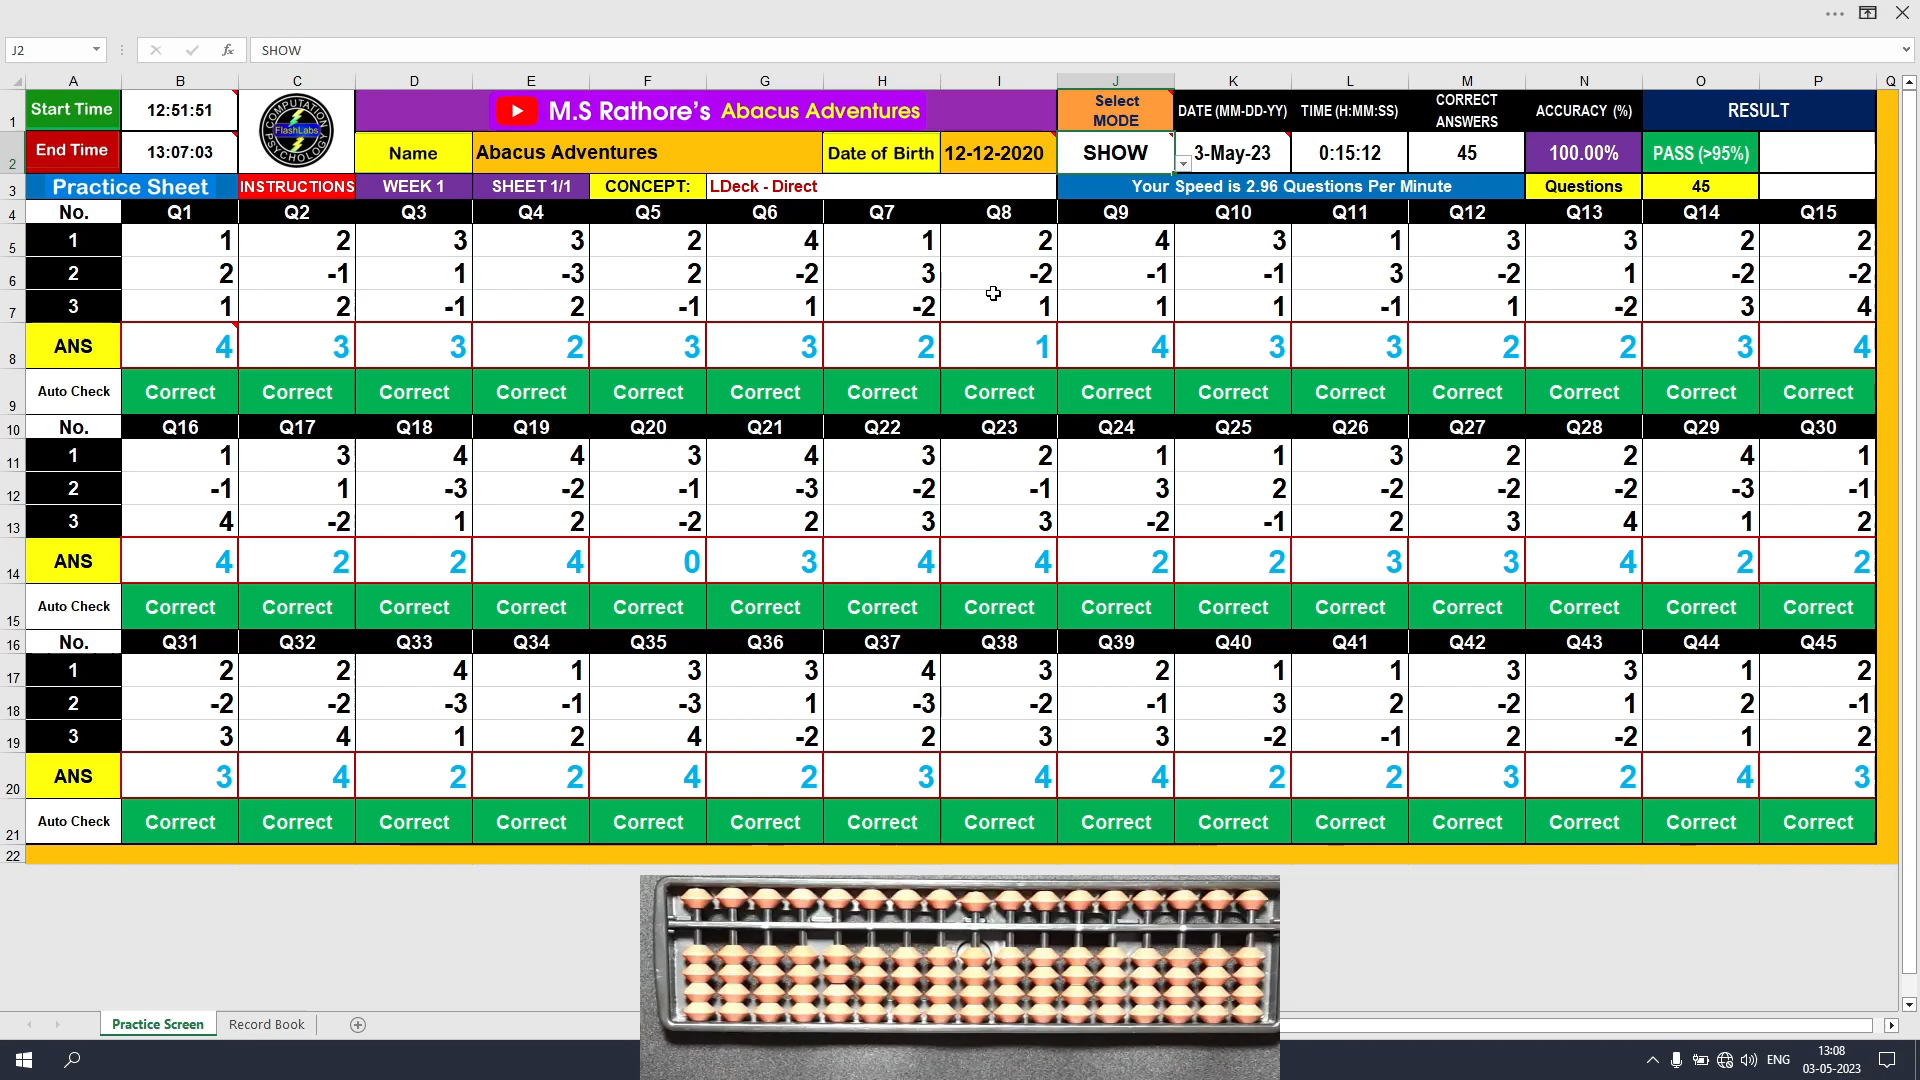 J2 fx SHOW
A B C D E F G H I J K L M N O P Q
1 Start Time 12:51:51 COMPUTATION FlashLabs PSYCHOLOGY M.S Rathore’s Abacus Adventures Select MODE DATE (MM-DD-YY) TIME (H:MM:SS) CORRECT ANSWERS ACCURACY (%) RESULT
2 End Time 13:07:03 Name Abacus Adventures Date of Birth 12-12-2020 SHOW 3-May-23 0:15:12 45 100.00% PASS (>95%)
3 Practice Sheet INSTRUCTIONS WEEK 1 SHEET 1/1 CONCEPT: LDeck - Direct Your Speed is 2.96 Questions Per Minute Questions 45
4 No. Q1 Q2 Q3 Q4 Q5 Q6 Q7 Q8 Q9 Q10 Q11 Q12 Q13 Q14 Q15
5 1 1 2 3 3 2 4 1 2 4 3 1 3 3 2 2
6 2 2 -1 1 -3 2 -2 3 -2 -1 -1 3 -2 1 -2 -2
7 3 1 2 -1 2 -1 1 -2 1 1 1 -1 1 -2 3 4
8 ANS 4 3 3 2 3 3 2 1 4 3 3 2 2 3 4
9 Auto Check Correct Correct Correct Correct Correct Correct Correct Correct Correct Correct Correct Correct Correct Correct Correct
10 No. Q16 Q17 Q18 Q19 Q20 Q21 Q22 Q23 Q24 Q25 Q26 Q27 Q28 Q29 Q30
11 1 1 3 4 4 3 4 3 2 1 1 3 2 2 4 1
12 2 -1 1 -3 -2 -1 -3 -2 -1 3 2 -2 -2 -2 -3 -1
13 3 4 -2 1 2 -2 2 3 3 -2 -1 2 3 4 1 2
14 ANS 4 2 2 4 0 3 4 4 2 2 3 3 4 2 2
15 Auto Check Correct Correct Correct Correct Correct Correct Correct Correct Correct Correct Correct Correct Correct Correct Correct
16 No. Q31 Q32 Q33 Q34 Q35 Q36 Q37 Q38 Q39 Q40 Q41 Q42 Q43 Q44 Q45
17 1 2 2 4 1 3 3 4 3 2 1 1 3 3 1 2
18 2 -2 -2 -3 -1 -3 1 -3 -2 -1 3 2 -2 1 2 -1
19 3 3 4 1 2 4 -2 2 3 3 -2 -1 2 -2 1 2
20 ANS 3 4 2 2 4 2 3 4 4 2 2 3 2 4 3
21 Auto Check Correct Correct Correct Correct Correct Correct Correct Correct Correct Correct Correct Correct Correct Correct Correct
22
Practice Screen Record Book
ENG 13:08
03-05-2023